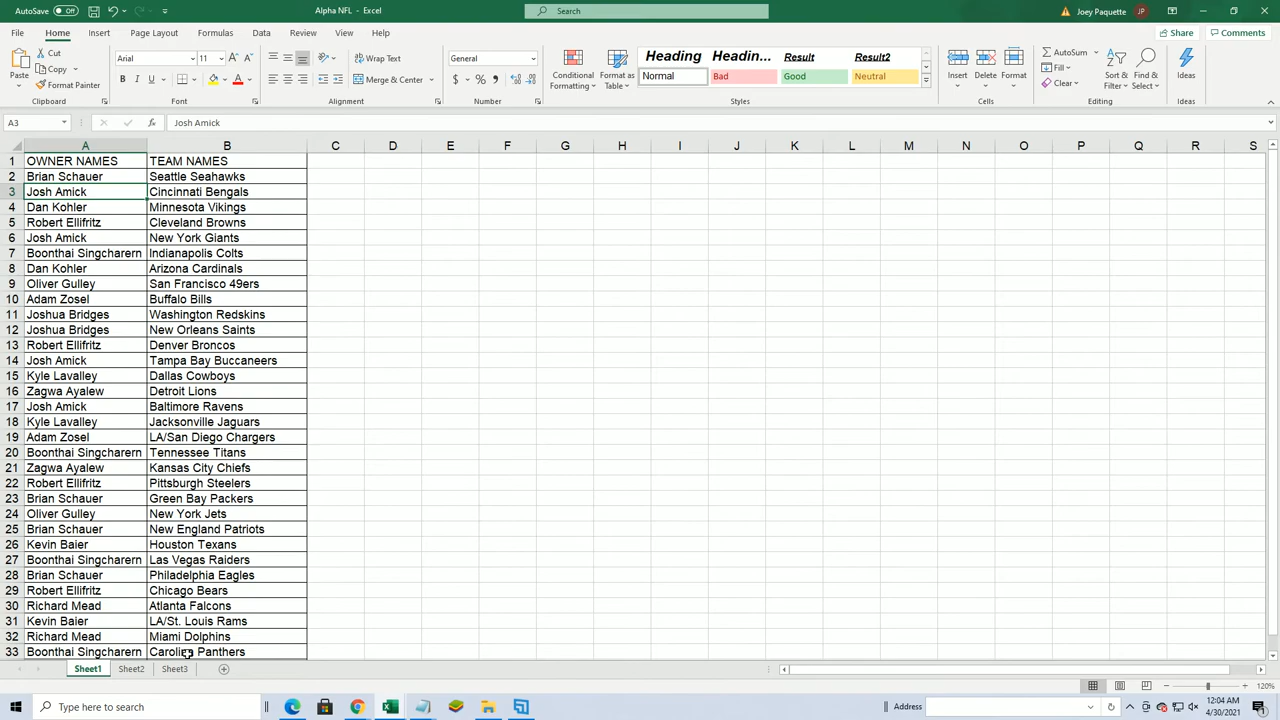 AutoSave Off Alpha NFL - Excel Search Joey Paquette JP
File Home Insert Page Layout Formulas Data Review View Help Share Comments
Paste Cut Copy Format Painter Clipboard
Arial 11 A A B I U A Font
ab Wrap Text Merge & Center Alignment
General $ % , Number
Conditional Formatting Format as Table
Heading Headin... Result Result2
Normal Bad Good Neutral
Styles
Insert Delete Format Cells
AutoSum Fill Clear Sort & Filter Find & Select Editing
Ideas Ideas
A3 fx Josh Amick
A B C D E F G H I J K L M N O P Q R S
1 OWNER NAMES TEAM NAMES
2 Brian Schauer Seattle Seahawks
3 Josh Amick Cincinnati Bengals
4 Dan Kohler Minnesota Vikings
5 Robert Ellifritz Cleveland Browns
6 Josh Amick New York Giants
7 Boonthai Singcharern Indianapolis Colts
8 Dan Kohler Arizona Cardinals
9 Oliver Gulley San Francisco 49ers
10 Adam Zosel Buffalo Bills
11 Joshua Bridges Washington Redskins
12 Joshua Bridges New Orleans Saints
13 Robert Ellifritz Denver Broncos
14 Josh Amick Tampa Bay Buccaneers
15 Kyle Lavalley Dallas Cowboys
16 Zagwa Ayalew Detroit Lions
17 Josh Amick Baltimore Ravens
18 Kyle Lavalley Jacksonville Jaguars
19 Adam Zosel LA/San Diego Chargers
20 Boonthai Singcharern Tennessee Titans
21 Zagwa Ayalew Kansas City Chiefs
22 Robert Ellifritz Pittsburgh Steelers
23 Brian Schauer Green Bay Packers
24 Oliver Gulley New York Jets
25 Brian Schauer New England Patriots
26 Kevin Baier Houston Texans
27 Boonthai Singcharern Las Vegas Raiders
28 Brian Schauer Philadelphia Eagles
29 Robert Ellifritz Chicago Bears
30 Richard Mead Atlanta Falcons
31 Kevin Baier LA/St. Louis Rams
32 Richard Mead Miami Dolphins
33 Boonthai Singcharern Carolina Panthers
Sheet1 Sheet2 Sheet3
120%
Type here to search Address 12:04 AM
4/30/2021